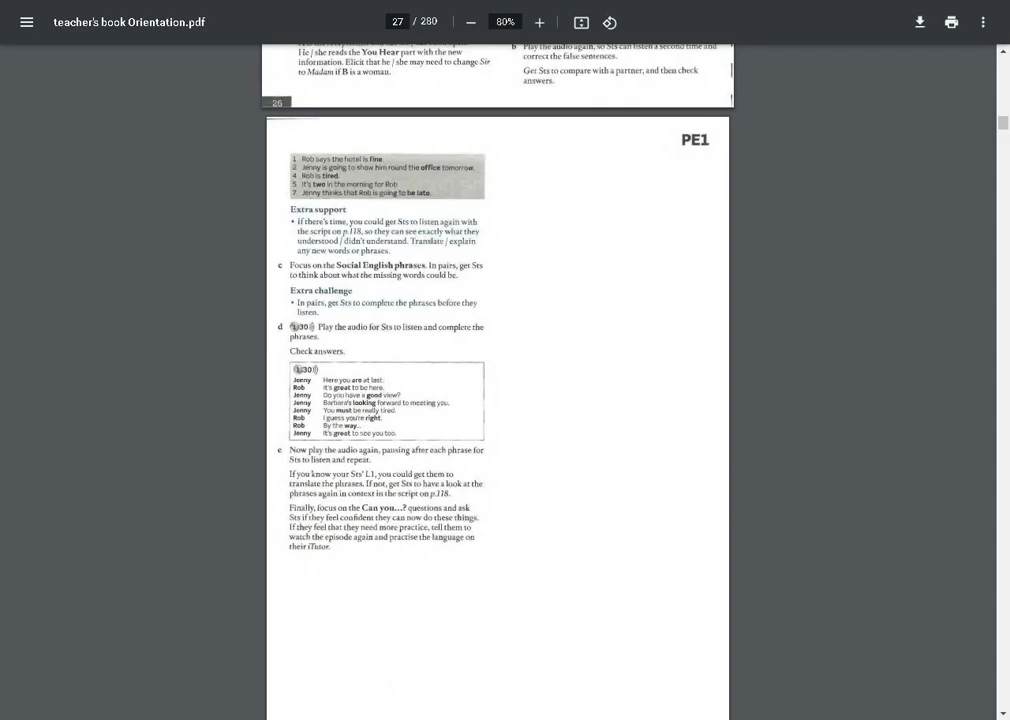 teacher's book Orientation.pdf
27 / 280
80%
He / she reads the You Hear part with the new
information. Elicit that he / she may need to change Sir
to Madam if B is a woman.
b Play the audio again, so Sts can listen a second time and
correct the false sentences.
Get Sts to compare with a partner, and then check
answers.
26
PE1
1 Rob says the hotel is fine.
2 Jenny is going to show him round the office tomorrow.
4 Rob is tired.
5 It's two in the morning for Rob
7 Jenny thinks that Rob is going to be late.
Extra support
• If there's time, you could get Sts to listen again with
the script on p.118, so they can see exactly what they
understood / didn't understand. Translate / explain
any new words or phrases.
c Focus on the Social English phrases. In pairs, get Sts
to think about what the missing words could be.
Extra challenge
• In pairs, get Sts to complete the phrases before they
listen.
d 1 30 Play the audio for Sts to listen and complete the
phrases.
Check answers.
1 30
Jenny Here you are at last.
Rob It's great to be here.
Jenny Do you have a good view?
Jenny Barbara's looking forward to meeting you.
Jenny You must be really tired.
Rob I guess you're right.
Rob By the way...
Jenny It's great to see you too.
e Now play the audio again, pausing after each phrase for
Sts to listen and repeat.
If you know your Sts' L1, you could get them to
translate the phrases. If not, get Sts to have a look at the
phrases again in context in the script on p.118.
Finally, focus on the Can you...? questions and ask
Sts if they feel confident they can now do these things.
If they feel that they need more practice, tell them to
watch the episode again and practise the language on
their iTutor.